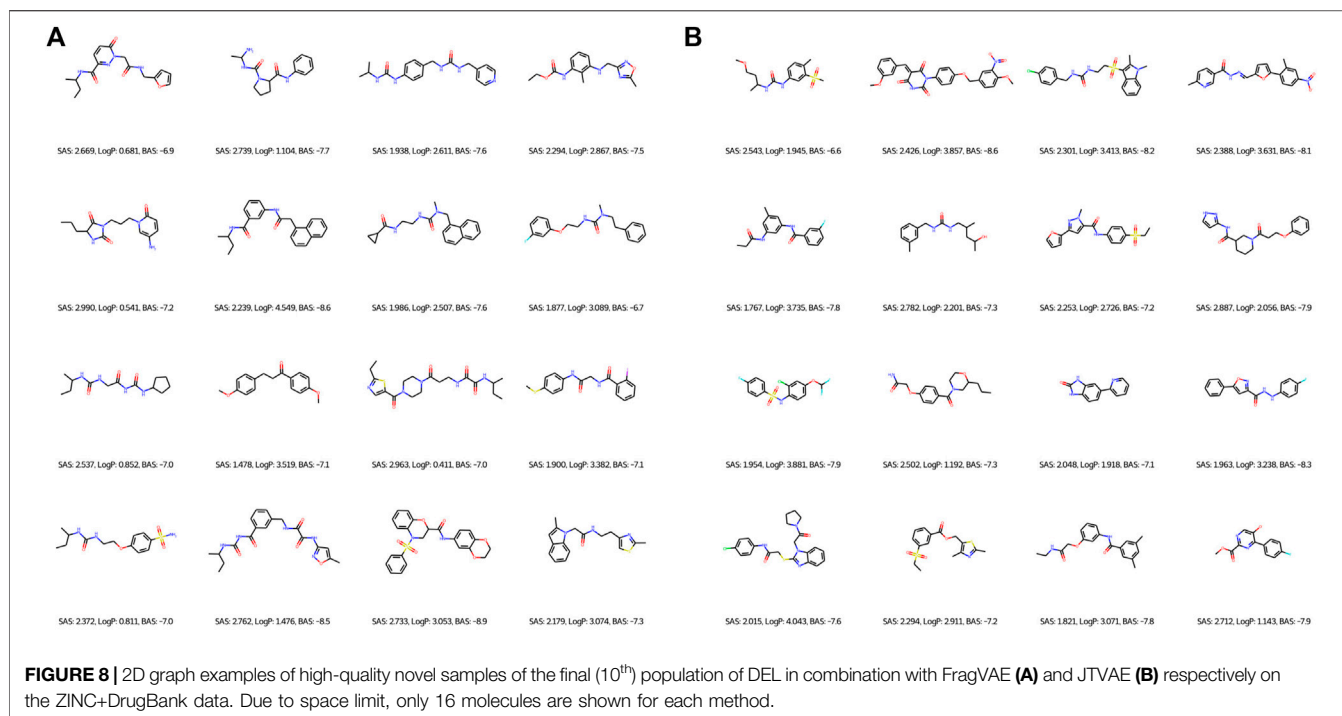 A
B
SAS: 2.669, LogP: 0.681, BAS: −6.9
SAS: 2.739, LogP: 1.104, BAS: −7.7
SAS: 1.938, LogP: 2.611, BAS: −7.6
SAS: 2.294, LogP: 2.867, BAS: −7.5
SAS: 2.543, LogP: 1.945, BAS: −6.6
SAS: 2.426, LogP: 3.857, BAS: −8.6
SAS: 2.301, LogP: 3.413, BAS: −8.2
SAS: 2.388, LogP: 3.631, BAS: −8.1
SAS: 2.990, LogP: 0.541, BAS: −7.2
SAS: 2.239, LogP: 4.549, BAS: −8.6
SAS: 1.986, LogP: 2.507, BAS: −7.6
SAS: 1.877, LogP: 3.089, BAS: −6.7
SAS: 1.767, LogP: 3.735, BAS: −7.8
SAS: 2.782, LogP: 2.201, BAS: −7.3
SAS: 2.253, LogP: 2.726, BAS: −7.2
SAS: 2.887, LogP: 2.056, BAS: −7.9
SAS: 2.537, LogP: 0.852, BAS: −7.0
SAS: 1.478, LogP: 3.519, BAS: −7.1
SAS: 2.963, LogP: 0.411, BAS: −7.0
SAS: 1.900, LogP: 3.382, BAS: −7.1
SAS: 1.954, LogP: 3.881, BAS: −7.9
SAS: 2.502, LogP: 1.192, BAS: −7.3
SAS: 2.048, LogP: 1.918, BAS: −7.1
SAS: 1.963, LogP: 3.238, BAS: −8.3
SAS: 2.372, LogP: 0.811, BAS: −7.0
SAS: 2.762, LogP: 1.476, BAS: −8.5
SAS: 2.733, LogP: 3.053, BAS: −8.9
SAS: 2.179, LogP: 3.074, BAS: −7.3
SAS: 2.015, LogP: 4.043, BAS: −7.6
SAS: 2.294, LogP: 2.911, BAS: −7.2
SAS: 1.821, LogP: 3.071, BAS: −7.8
SAS: 2.712, LogP: 1.143, BAS: −7.9
FIGURE 8 | 2D graph examples of high-quality novel samples of the final (10th) population of DEL in combination with FragVAE (A) and JTVAE (B) respectively on
the ZINC+DrugBank data. Due to space limit, only 16 molecules are shown for each method.